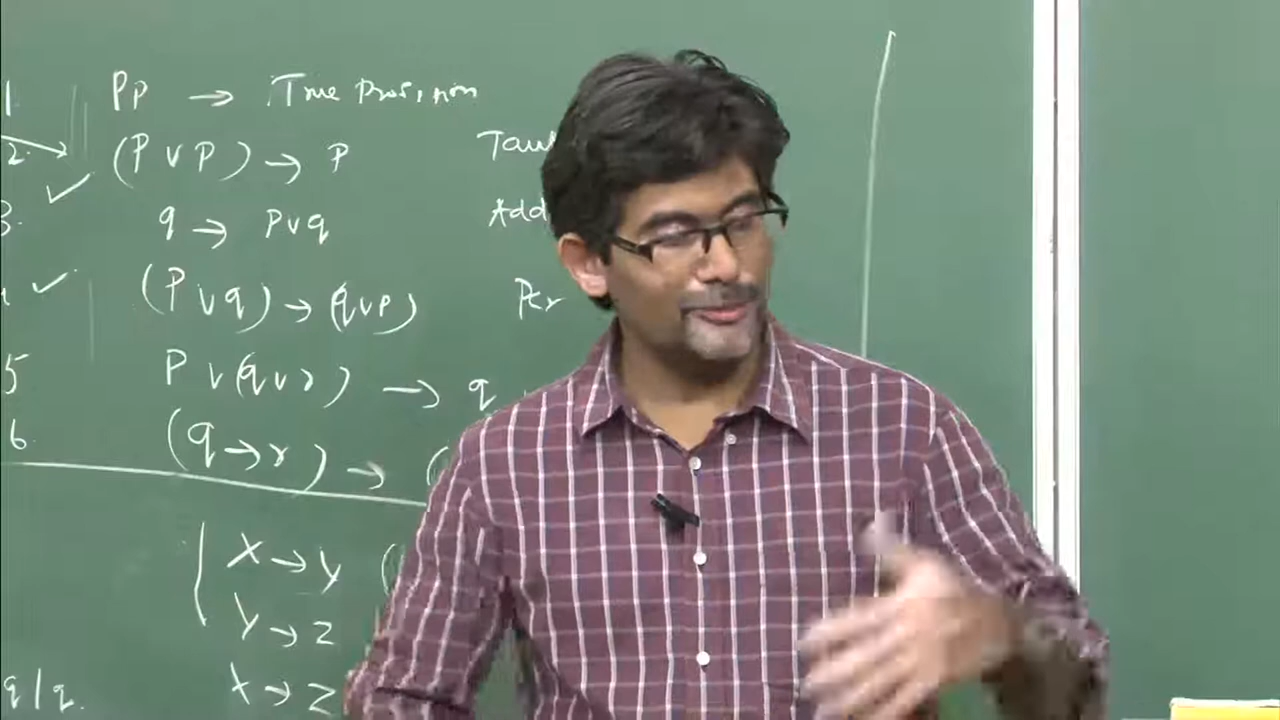 1. Pp → True Proposition
2. (P ∨ P) → P Taut
3. q → P∨q Add
4 (P ∨ q) → (q∨P) Per
5 P ∨ (q ∨ r) → q
6. (q → r) → (
X → Y (
Y → Z
X → Z
q/q.